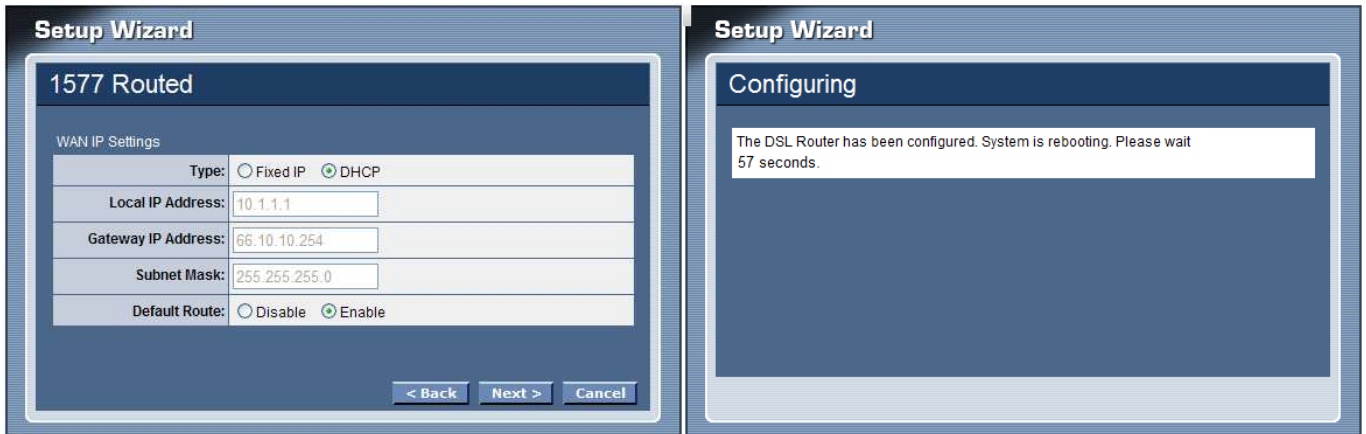 Setup Wizard
1577 Routed
WAN IP Settings
Type: Fixed IP DHCP
Local IP Address: 10.1.1.1
Gateway IP Address: 66.10.10.254
Subnet Mask: 255.255.255.0
Default Route: Disable Enable
< Back Next > Cancel
Setup Wizard
Configuring
The DSL Router has been configured. System is rebooting. Please wait
57 seconds.